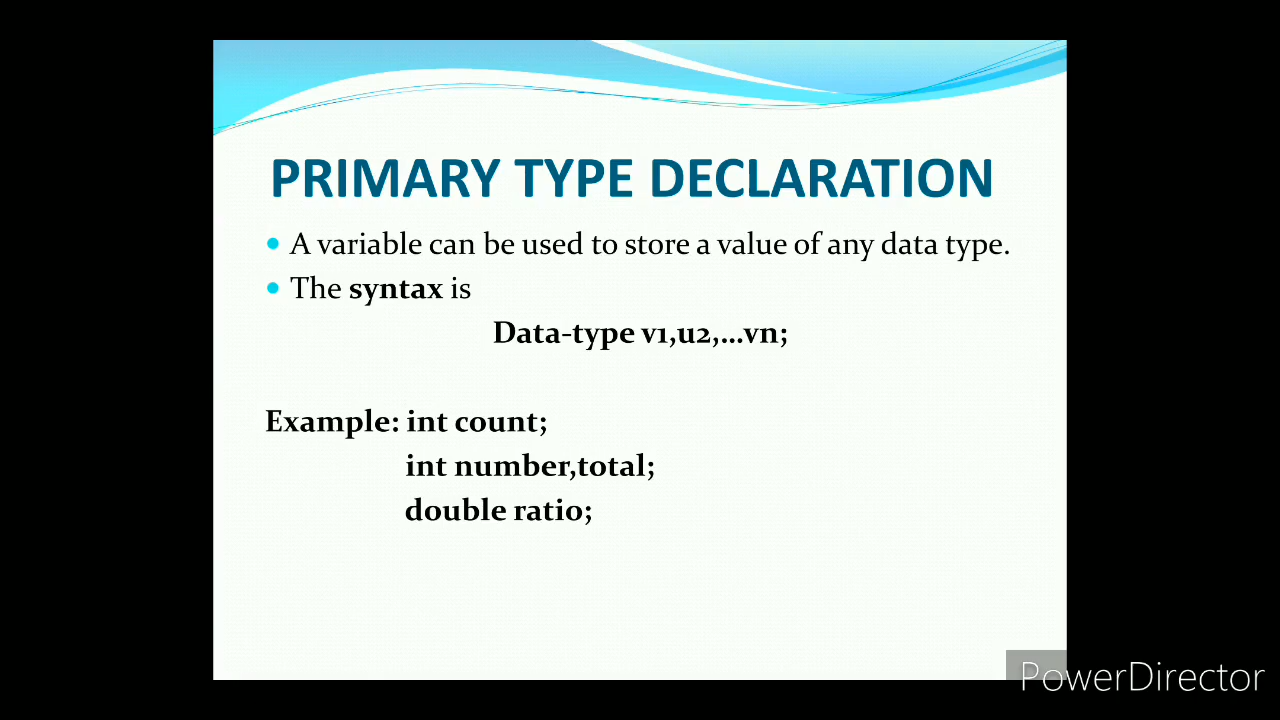 PRIMARY TYPE DECLARATION
A variable can be used to store a value of any data type.
The syntax is
Data-type v1,u2,...vn;
Example: int count;
int number,total;
double ratio;
PowerDirector